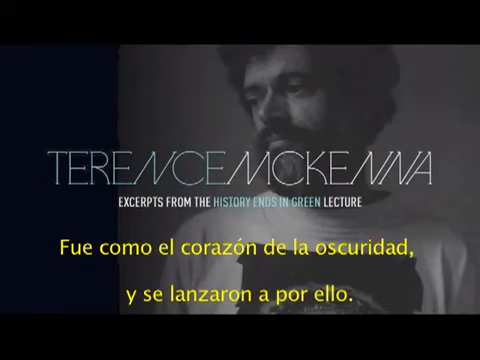 TERENCEMCKENNA
EXCERPTS FROM THE HISTORY ENDS IN GREEN LECTURE
Fue como el corazón de la oscuridad,
y se lanzaron a por ello.